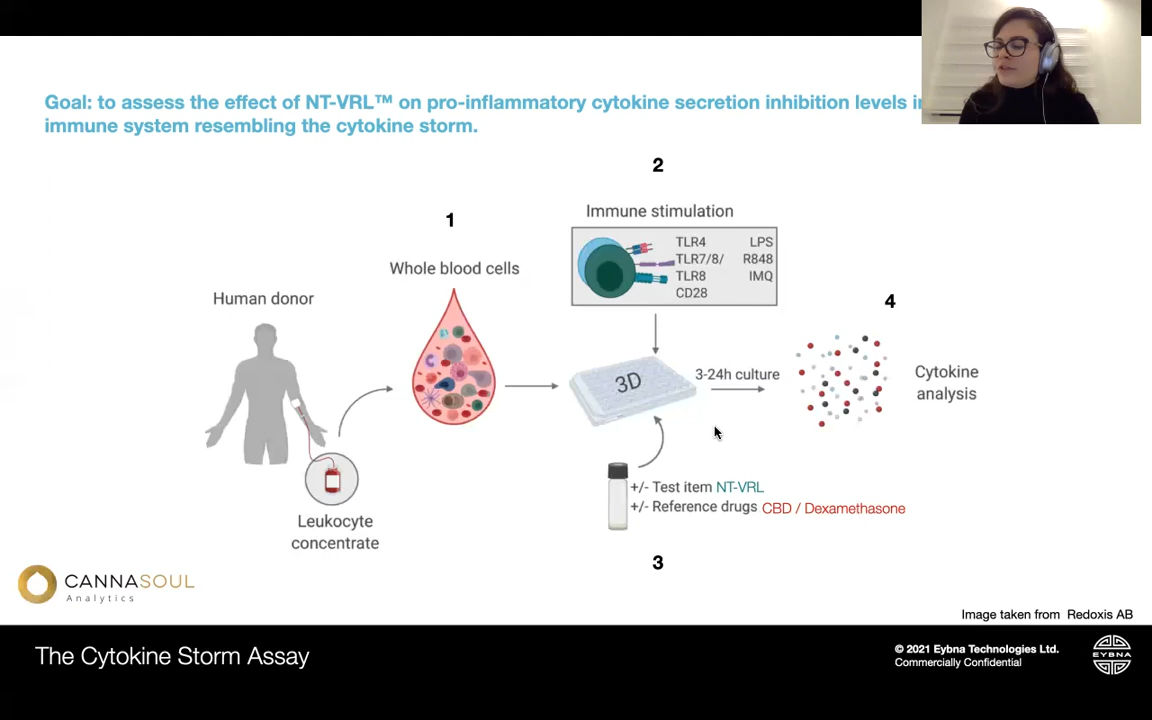 Goal: to assess the effect of NT-VRL™ on pro-inflammatory cytokine secretion inhibition levels
immune system resembling the cytokine storm.
2
1
Immune stimulation
TLR4 LPS
TLR7/8/ R848
TLR8 IMQ
CD28
Whole blood cells
Human donor
4
3D
3-24h culture
Cytokine
analysis
+/- Test item NT-VRL
+/- Reference drugs CBD / Dexamethasone
Leukocyte
concentrate
3
CANNASOUL
Analytics
Image taken from Redoxis AB
The Cytokine Storm Assay
© 2021 Eybna Technologies Ltd.
Commercially Confidential
EYBNA